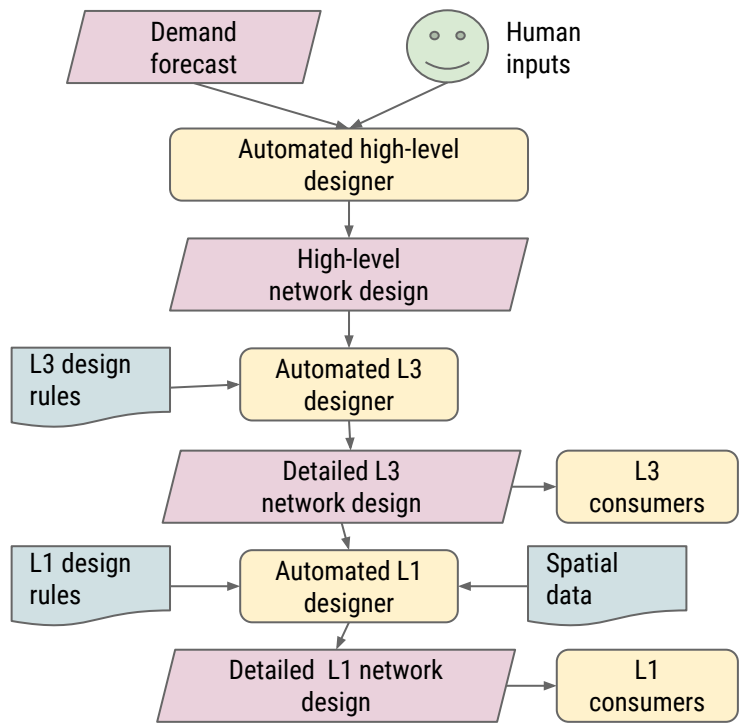 Demand
forecast
Human
inputs
Automated high-level
designer
High-level
network design
L3 design
rules
Automated L3
designer
Detailed L3
network design
L3
consumers
L1 design
rules
Automated L1
designer
Spatial
data
Detailed L1 network
design
L1
consumers